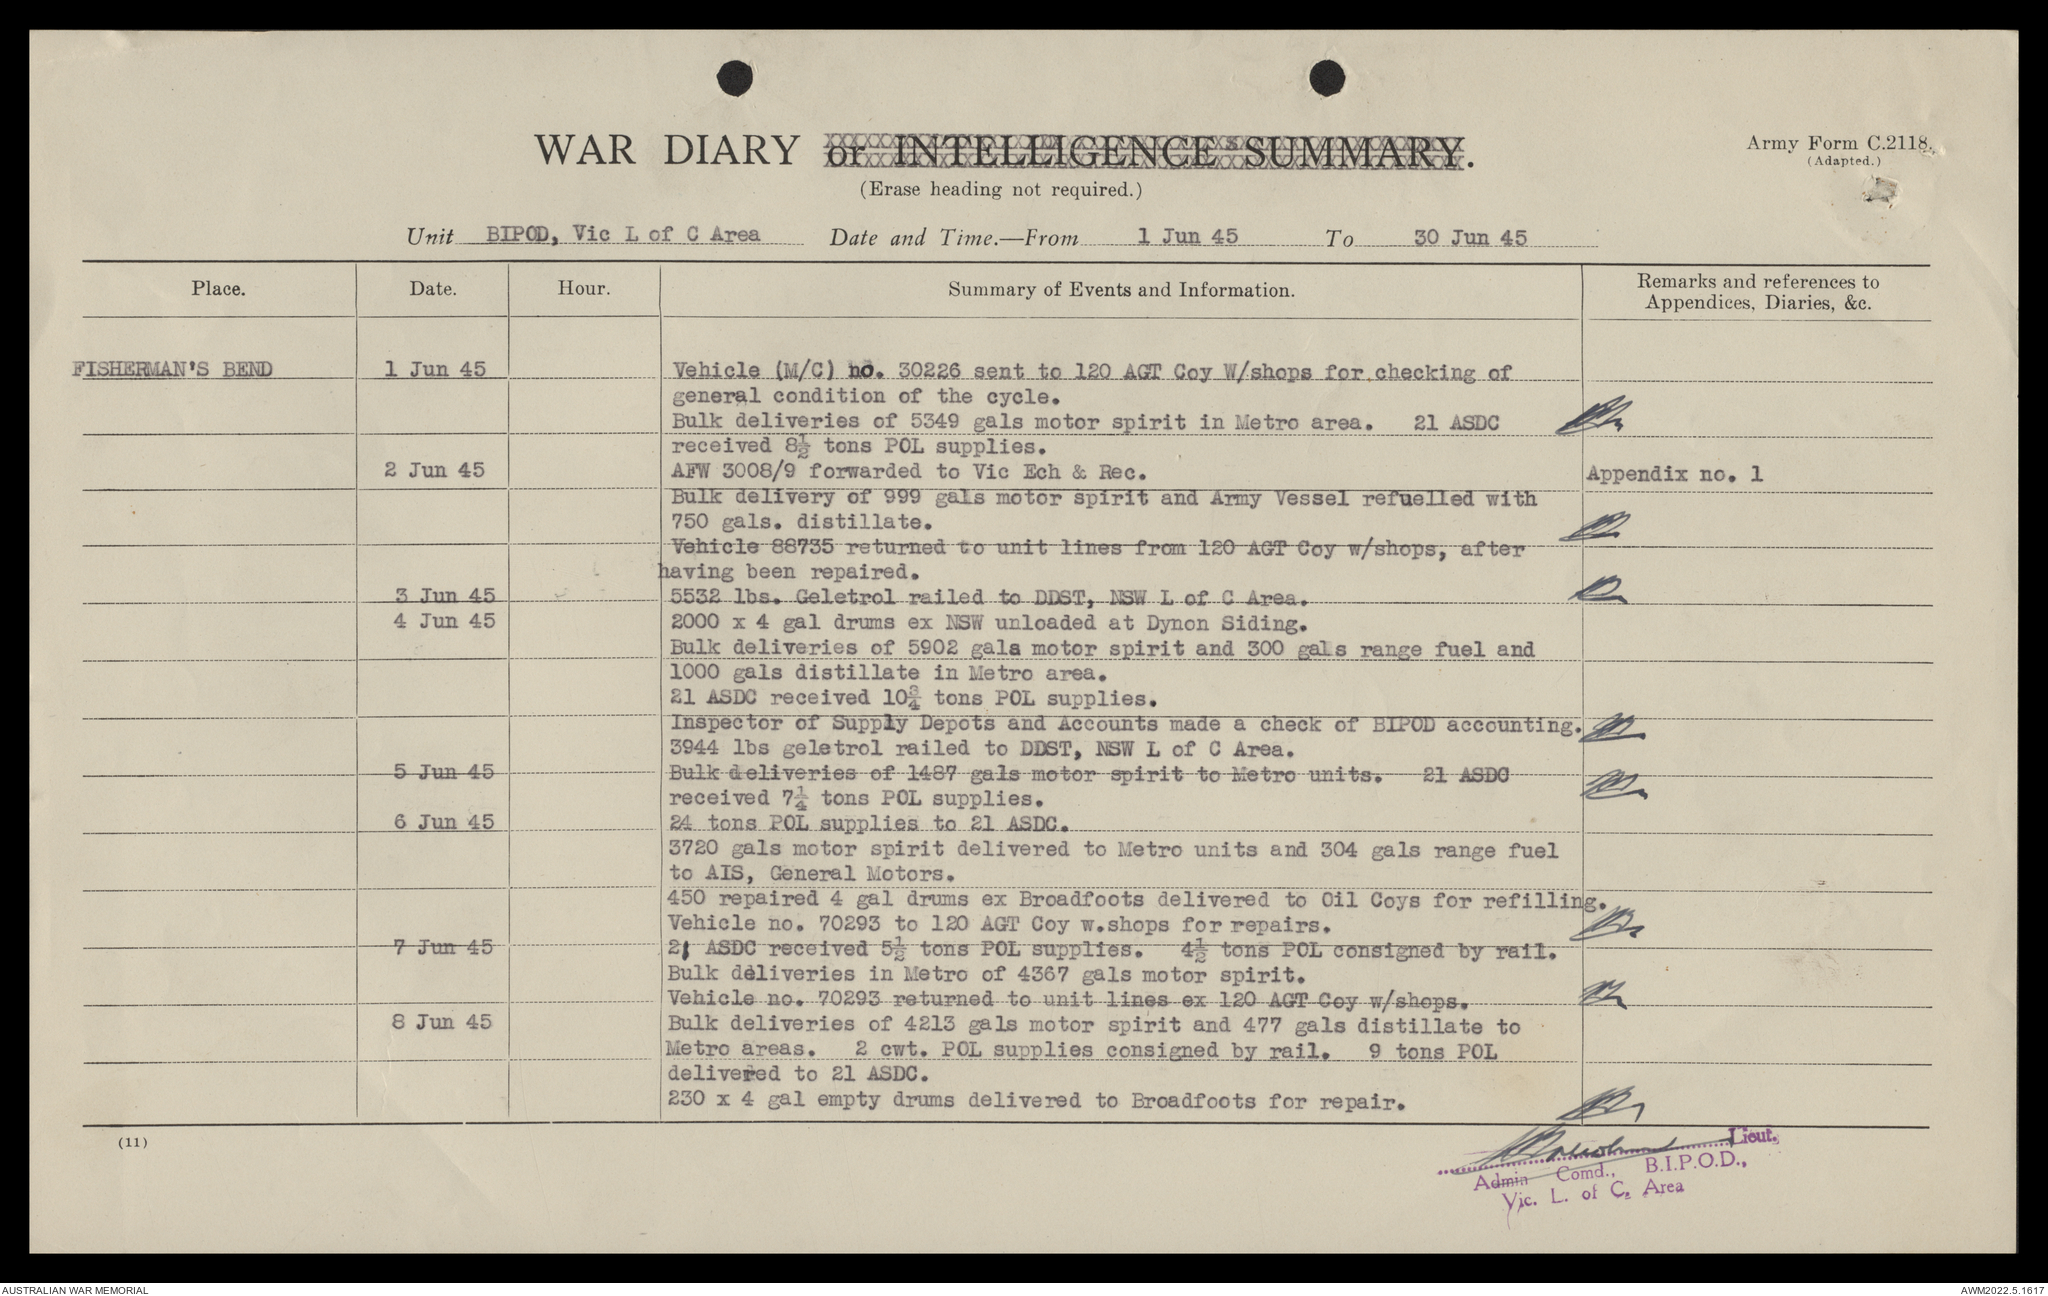 WAR DIARY or INTELLIGENCE SUMMARY.
(Erase heading not required.)
Army Form C.2118.
(Adapted.)
Unit BIPOD, Vic L of C Area Date and Time.—From 1 Jun 45 To 30 Jun 45
Place. Date. Hour. Summary of Events and Information. Remarks and references to
Appendices, Diaries, &c.
FISHERMAN'S BEND 1 Jun 45 Vehicle (M/C) no. 30226 sent to 120 AGT Coy W/shops for checking of
general condition of the cycle.
Bulk deliveries of 5349 gals motor spirit in Metro area. 21 ASDC
received 8½ tons POL supplies.
2 Jun 45 AFW 3008/9 forwarded to Vic Ech & Rec. Appendix no. 1
Bulk delivery of 999 gals motor spirit and Army Vessel refuelled with
750 gals. distillate.
Vehicle 88735 returned to unit lines from 120 AGT Coy w/shops, after
having been repaired.
3 Jun 45 5532 lbs. Geletrol railed to DDST, NSW L of C Area.
4 Jun 45 2000 x 4 gal drums ex NSW unloaded at Dynon Siding.
Bulk deliveries of 5902 gals motor spirit and 300 gals range fuel and
1000 gals distillate in Metro area.
21 ASDC received 10¾ tons POL supplies.
Inspector of Supply Depots and Accounts made a check of BIPOD accounting.
3944 lbs geletrol railed to DDST, NSW L of C Area.
5 Jun 45 Bulk deliveries of 1487 gals motor spirit to Metro units. 21 ASDC
received 7¼ tons POL supplies.
6 Jun 45 24 tons POL supplies to 21 ASDC.
3720 gals motor spirit delivered to Metro units and 304 gals range fuel
to AIS, General Motors.
450 repaired 4 gal drums ex Broadfoots delivered to Oil Coys for refilling.
Vehicle no. 70293 to 120 AGT Coy w.shops for repairs.
7 Jun 45 21 ASDC received 5½ tons POL supplies. 4½ tons POL consigned by rail.
Bulk deliveries in Metro of 4367 gals motor spirit.
Vehicle no. 70293 returned to unit lines ex 120 AGT Coy w/shops.
8 Jun 45 Bulk deliveries of 4213 gals motor spirit and 477 gals distillate to
Metro areas. 2 cwt. POL supplies consigned by rail. 9 tons POL
delivered to 21 ASDC.
230 x 4 gal empty drums delivered to Broadfoots for repair.
(11)
Lieut.
Admin Comd., B.I.P.O.D.,
Vic. L. of C. Area
AUSTRALIAN WAR MEMORIAL
AWM2022.5.1617